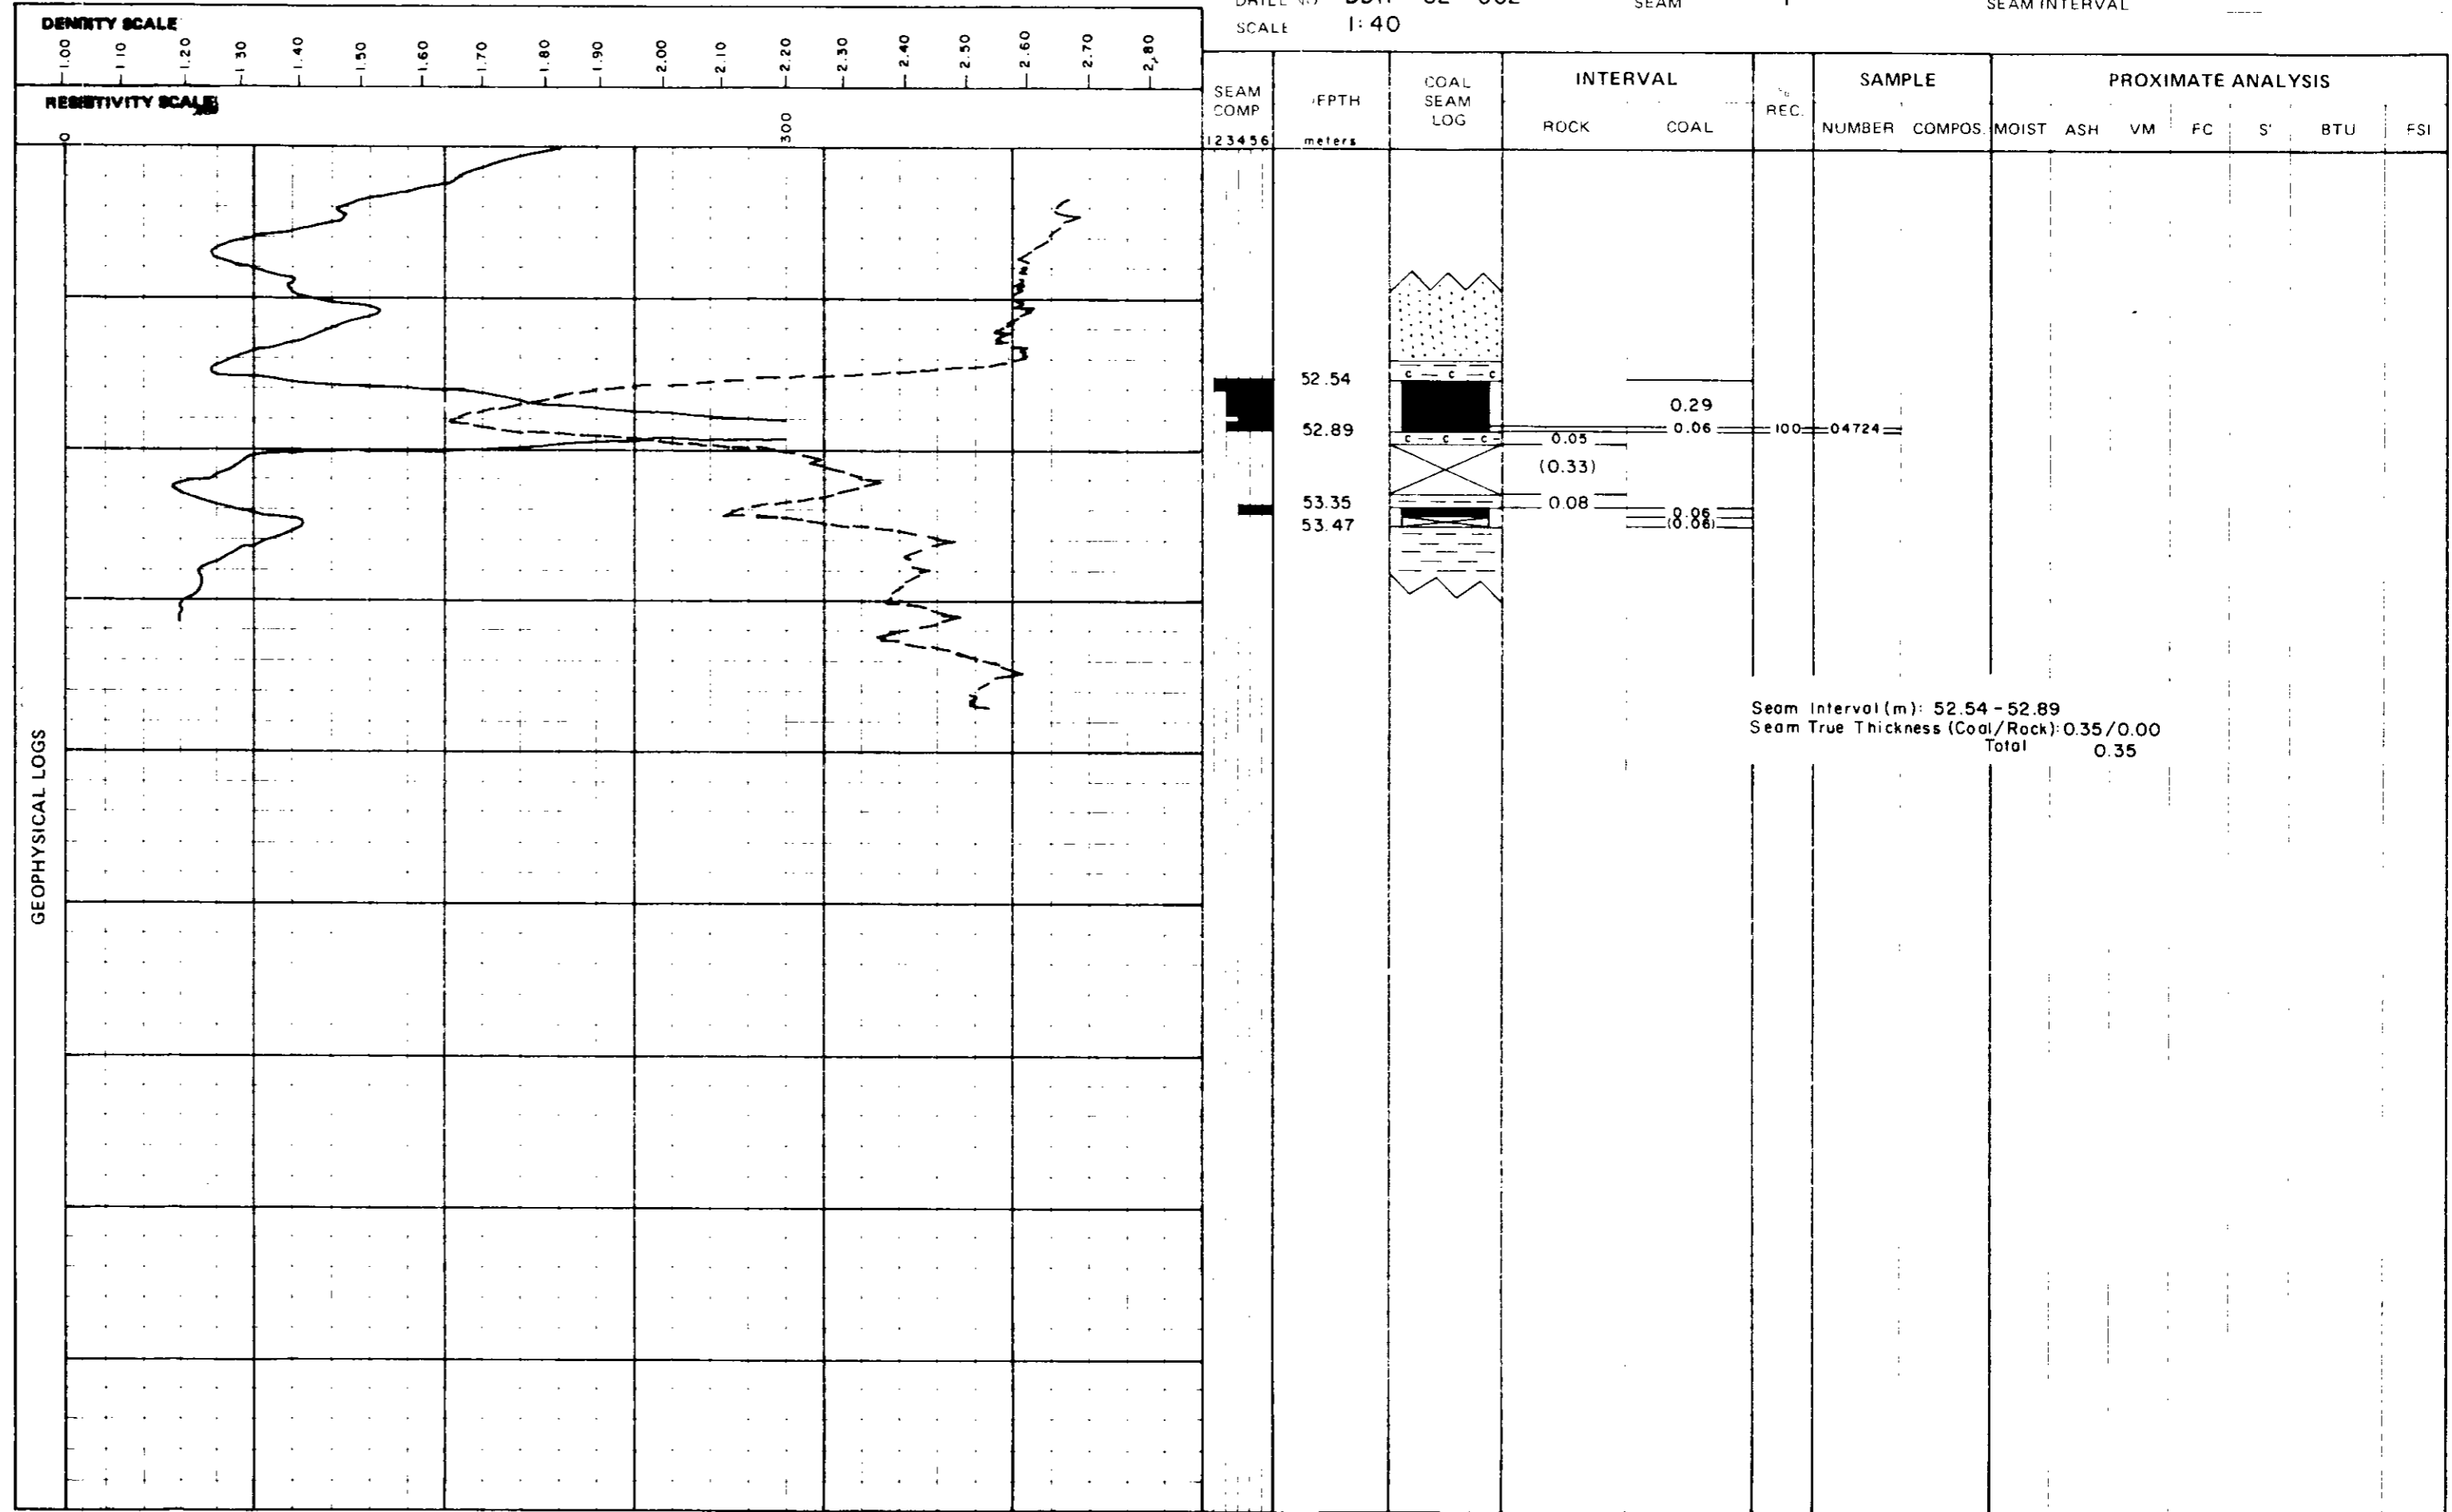 SCALE 1:40
SEAM
SEAM INTERVAL
DENSITY SCALE
1.00 1.10 1.20 1.30 1.40 1.50 1.60 1.70 1.80 1.90 2.00 2.10 2.20 2.30 2.40 2.50 2.60 2.70 2.80
RESISTIVITY SCALE
0 300
SEAM COMP
123456
meters
COAL SEAM LOG
INTERVAL
ROCK COAL
REC.
SAMPLE
NUMBER COMPOS.
PROXIMATE ANALYSIS
MOIST ASH VM FC S' BTU FSI
GEOPHYSICAL LOGS
c c c
52.54
0.29
52.89 0.06 100 04724
c c c
0.05
(0.33)
53.35 0.08
0.06
53.47 (0.06)
Seam Interval (m): 52.54 - 52.89
Seam True Thickness (Coal/Rock): 0.35/0.00
Total 0.35